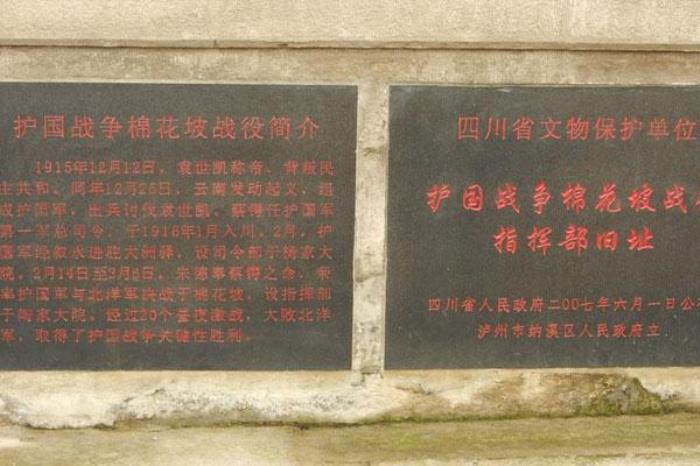 护国战争棉花坡战役简介
1915年12月12日，袁世凯称帝、背叛民
主共和。同年12月25日，云南发动起义，组
成护国军，出兵讨伐袁世凯。蔡锷任护国军
第一军总司令，于1916年1月入川。2月，护
国军经叙永进驻大洲驿，设司令部于杨家大
院。2月14日至3月8日，朱德奉蔡锷之命，亲
率护国军与北洋军决战于棉花坡，设指挥部
于家大院。经过20个昼夜激战，大败北洋
军，取得了护国战争关键性胜利。
四川省文物保护单位
护国战争棉花坡战
指挥部旧址
四川省人民政府二00七年六月一日公
泸州市纳溪区人民政府立